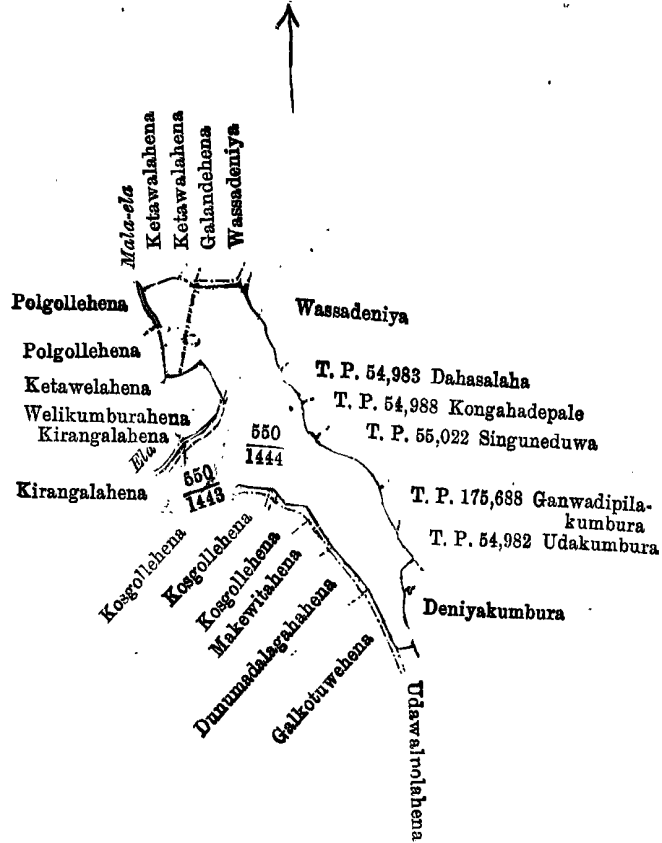 Mala-ela
Ketawalahena
Ketawalahena
Galandehena
Wassadeniya
Polgollehena
Wassadeniya
Polgollehena
T. P. 54,983 Dahasalaha
Ketawelahena
T. P. 54,988 Kongahadepale
Welikumburahena
Kirangalahena
T. P. 55,022 Singuneduwa
Ela
550
1444
550
1443
Kirangalahena
T. P. 175,688 Ganwadipila-
kumbura
T. P. 54,982 Udakumbura
Kosgollehena
Kosgollehena
Kosgollehena
Makewitahena
Dunumadalagahahena
Galkotuwehena
Deniyakumbura
Udawalpolahena